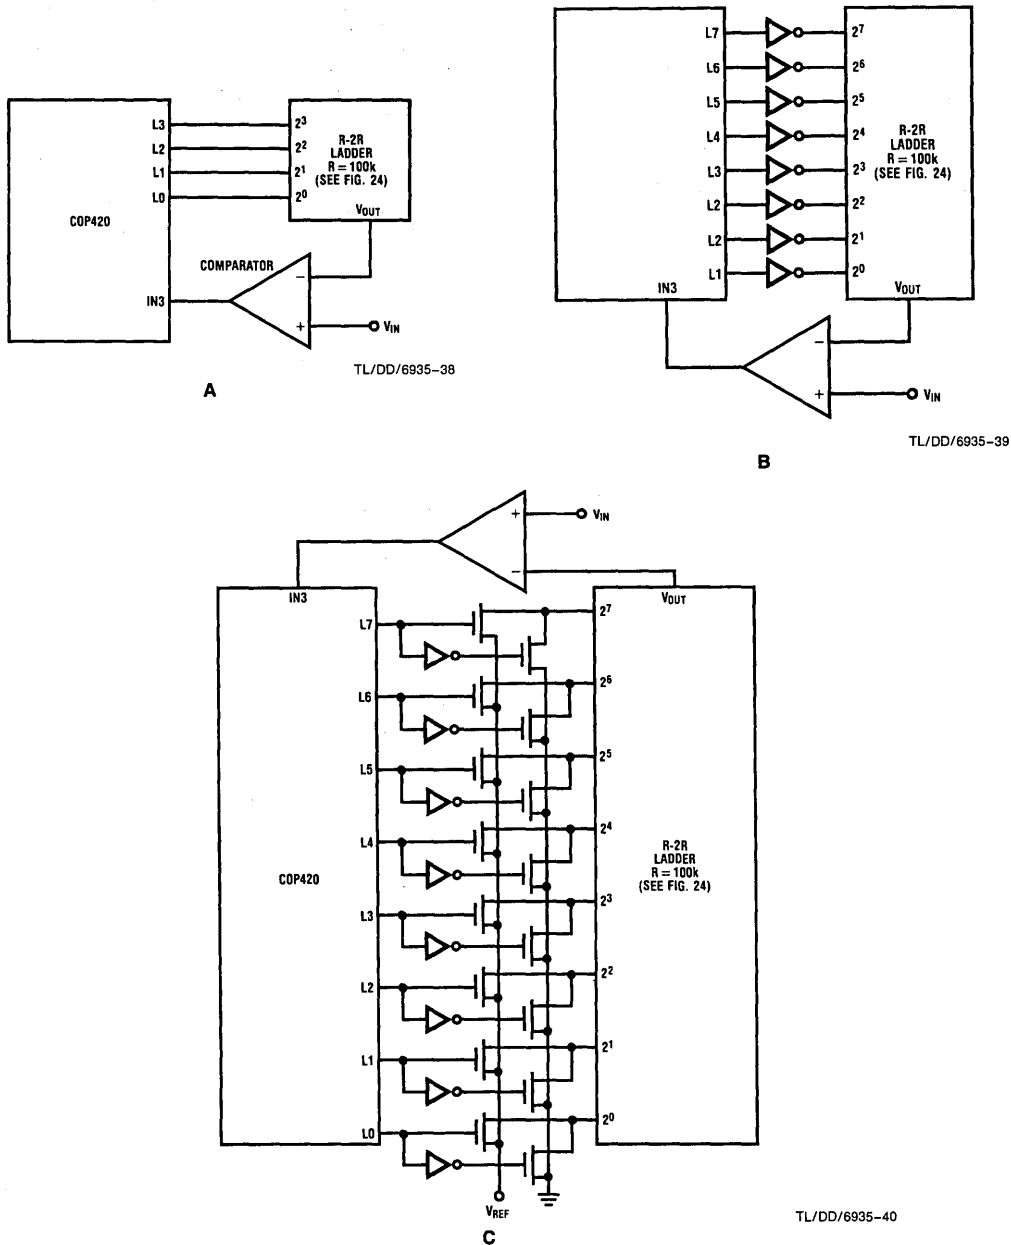 L3
L2
L1
L0
COP420
IN3
2³
2²
2¹
2⁰
R-2R
LADDER
R = 100k
(SEE FIG. 24)
VOUT
COMPARATOR
−
+
VIN
TL/DD/6935–38
A
L7
L6
L5
L4
L3
L2
L2
L1
IN3
2⁷
2⁶
2⁵
2⁴
2³
2²
2¹
2⁰
R-2R
LADDER
R = 100k
(SEE FIG. 24)
VOUT
−
+
VIN
TL/DD/6935–39
B
+
−
VIN
IN3
VOUT
L7
L6
L5
L4
L3
L2
L1
L0
COP420
2⁷
2⁶
2⁵
2⁴
2³
2²
2¹
2⁰
R-2R
LADDER
R = 100k
(SEE FIG. 24)
VREF
TL/DD/6935–40
C